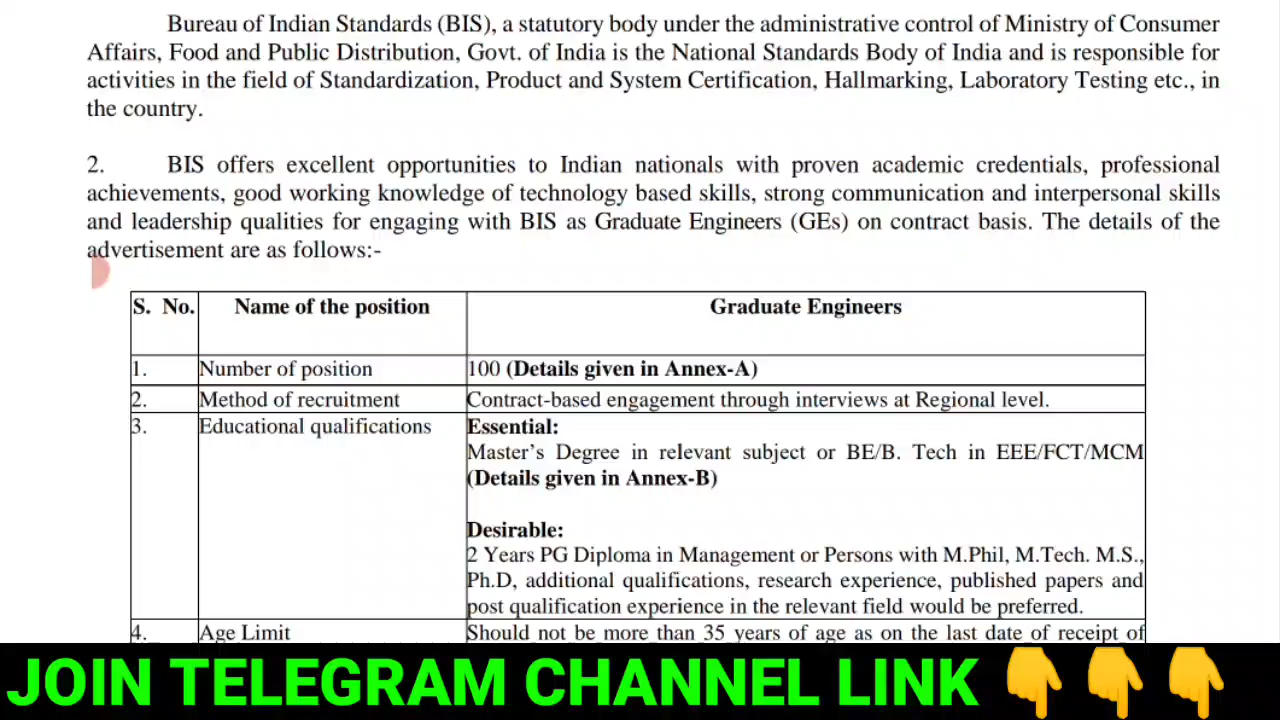 Bureau of Indian Standards (BIS), a statutory body under the administrative control of Ministry of Consumer
Affairs, Food and Public Distribution, Govt. of India is the National Standards Body of India and is responsible for
activities in the field of Standardization, Product and System Certification, Hallmarking, Laboratory Testing etc., in
the country.
2. BIS offers excellent opportunities to Indian nationals with proven academic credentials, professional
achievements, good working knowledge of technology based skills, strong communication and interpersonal skills
and leadership qualities for engaging with BIS as Graduate Engineers (GEs) on contract basis. The details of the
advertisement are as follows:-
S. No. Name of the position Graduate Engineers
1. Number of position 100 (Details given in Annex-A)
2. Method of recruitment Contract-based engagement through interviews at Regional level.
3. Educational qualifications Essential:
Master's Degree in relevant subject or BE/B. Tech in EEE/FCT/MCM
(Details given in Annex-B)
Desirable:
2 Years PG Diploma in Management or Persons with M.Phil, M.Tech. M.S.,
Ph.D, additional qualifications, research experience, published papers and
post qualification experience in the relevant field would be preferred.
4. Age Limit Should not be more than 35 years of age as on the last date of receipt of
JOIN TELEGRAM CHANNEL LINK 👇👇👇